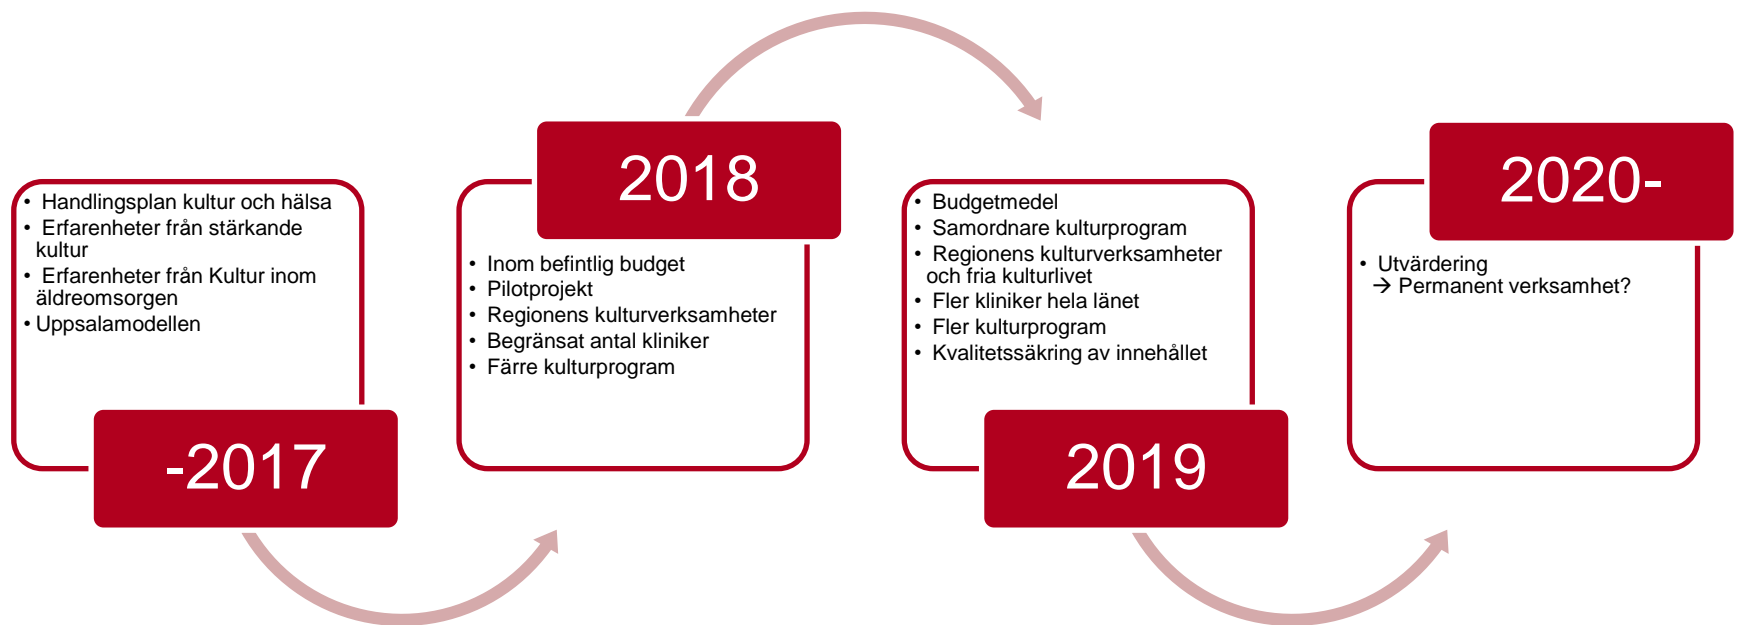 • Handlingsplan kultur och hälsa
• Erfarenheter från stärkande
kultur
• Erfarenheter från Kultur inom
äldreomsorgen
• Uppsalamodellen
-2017
2018
• Inom befintlig budget
• Pilotprojekt
• Regionens kulturverksamheter
• Begränsat antal kliniker
• Färre kulturprogram
• Budgetmedel
• Samordnare kulturprogram
• Regionens kulturverksamheter
och fria kulturlivet
• Fler kliniker hela länet
• Fler kulturprogram
• Kvalitetssäkring av innehållet
2019
2020-
• Utvärdering
→ Permanent verksamhet?